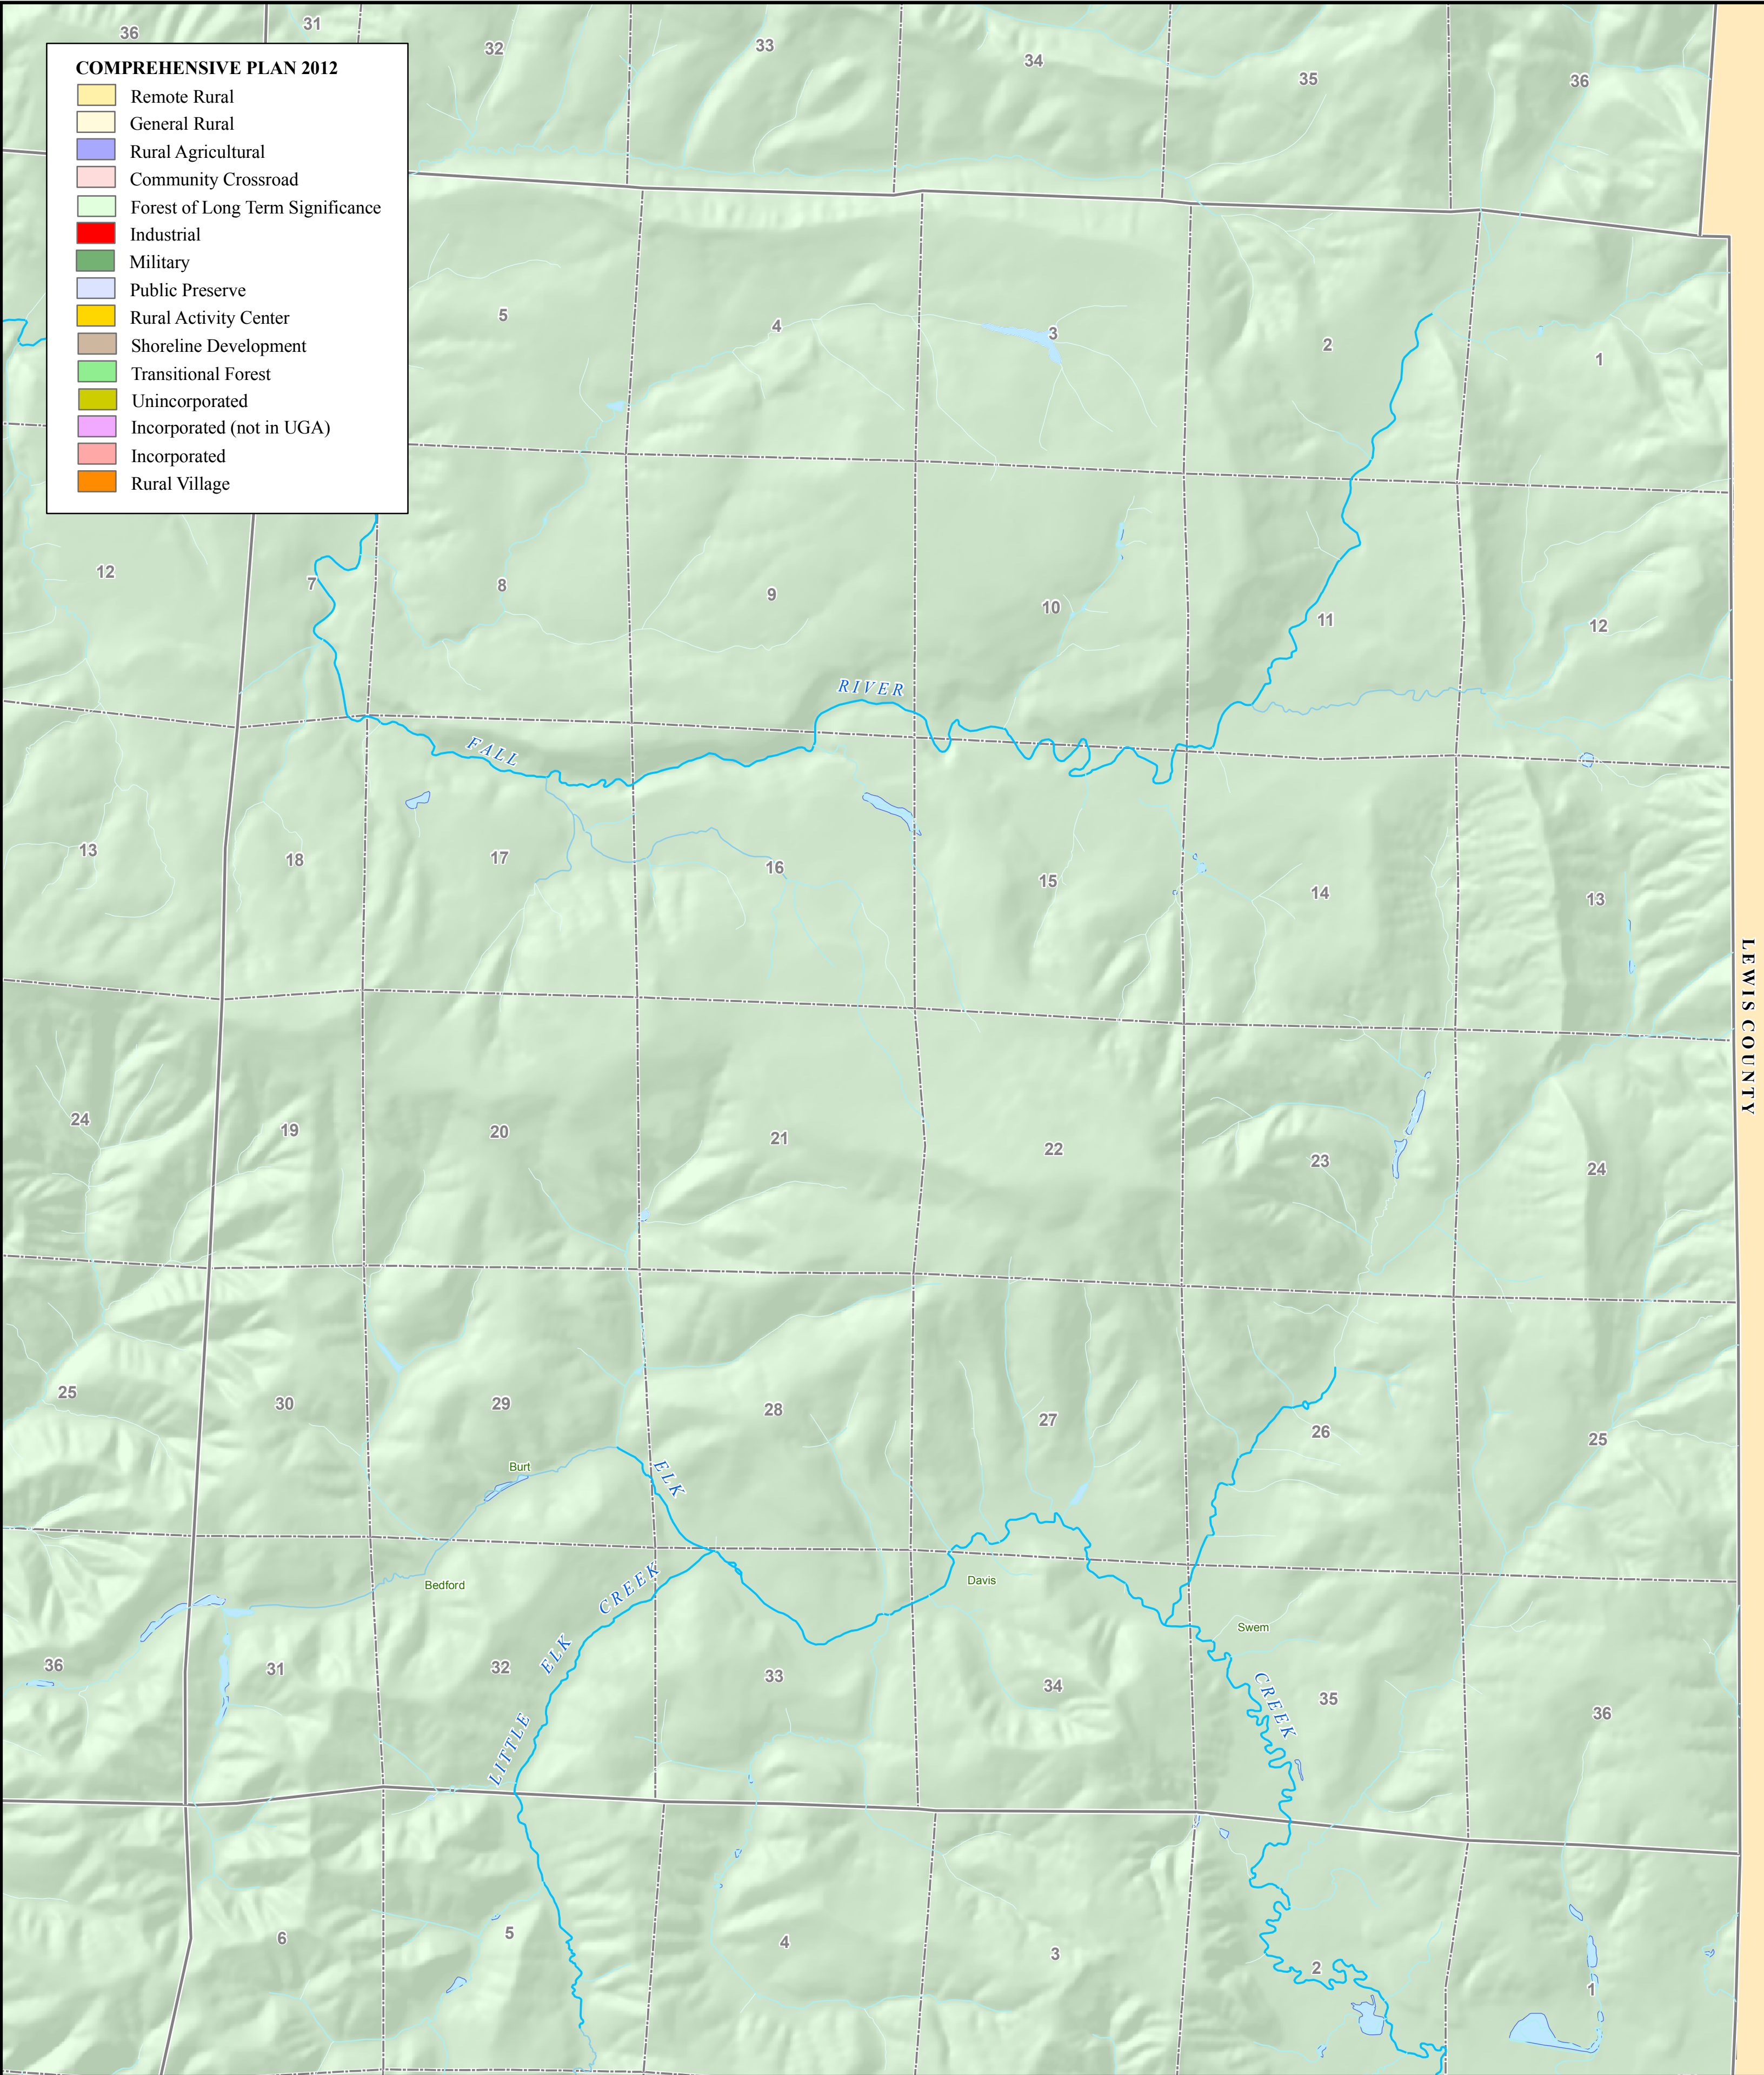 36
31
32
33
34
35
36
COMPREHENSIVE PLAN 2012
Remote Rural
General Rural
Rural Agricultural
Community Crossroad
Forest of Long Term Significance
Industrial
Military
Public Preserve
Rural Activity Center
Shoreline Development
Transitional Forest
Unincorporated
Incorporated (not in UGA)
Incorporated
Rural Village
5
4
3
2
1
12
7
8
9
10
11
12
FALL
RIVER
13
18
17
16
15
14
13
LEWIS COUNTY
24
19
20
21
22
23
24
25
30
29
28
27
26
25
Burt
ELK
Bedford
CREEK
Davis
Swem
36
31
32
ELK
33
34
CREEK
35
36
LITTLE
6
5
4
3
2
1